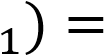 ₁) =